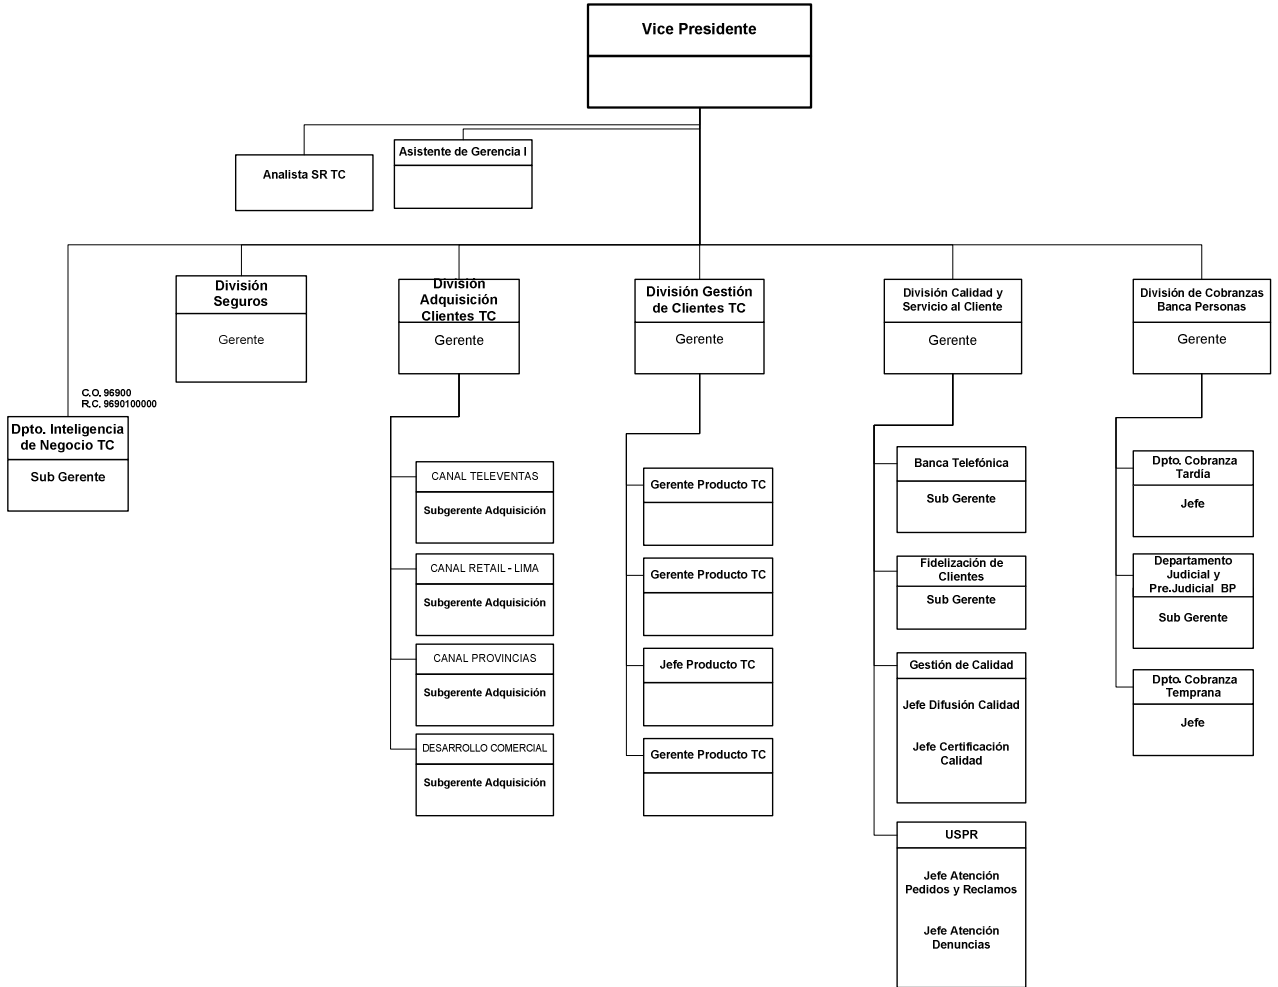 Vice Presidente
Asistente de Gerencia I
Analista SR TC
División
Seguros
Gerente
División
Adquisición
Clientes TC
Gerente
División Gestión
de Clientes TC
Gerente
División Calidad y
Servicio al Cliente
Gerente
División de Cobranzas
Banca Personas
Gerente
C.O. 96900
R.C. 9690100000
Dpto. Inteligencia
de Negocio TC
Sub Gerente
CANAL TELEVENTAS
Subgerente Adquisición
CANAL RETAIL - LIMA
Subgerente Adquisición
CANAL PROVINCIAS
Subgerente Adquisición
DESARROLLO COMERCIAL
Subgerente Adquisición
Gerente Producto TC
Gerente Producto TC
Jefe Producto TC
Gerente Producto TC
Banca Telefónica
Sub Gerente
Fidelización de
Clientes
Sub Gerente
Gestión de Calidad
Jefe Difusión Calidad
Jefe Certificación
Calidad
USPR
Jefe Atención
Pedidos y Reclamos
Jefe Atención
Denuncias
Dpto. Cobranza
Tardía
Jefe
Departamento
Judicial y
Pre.Judicial BP
Sub Gerente
Dpto. Cobranza
Temprana
Jefe